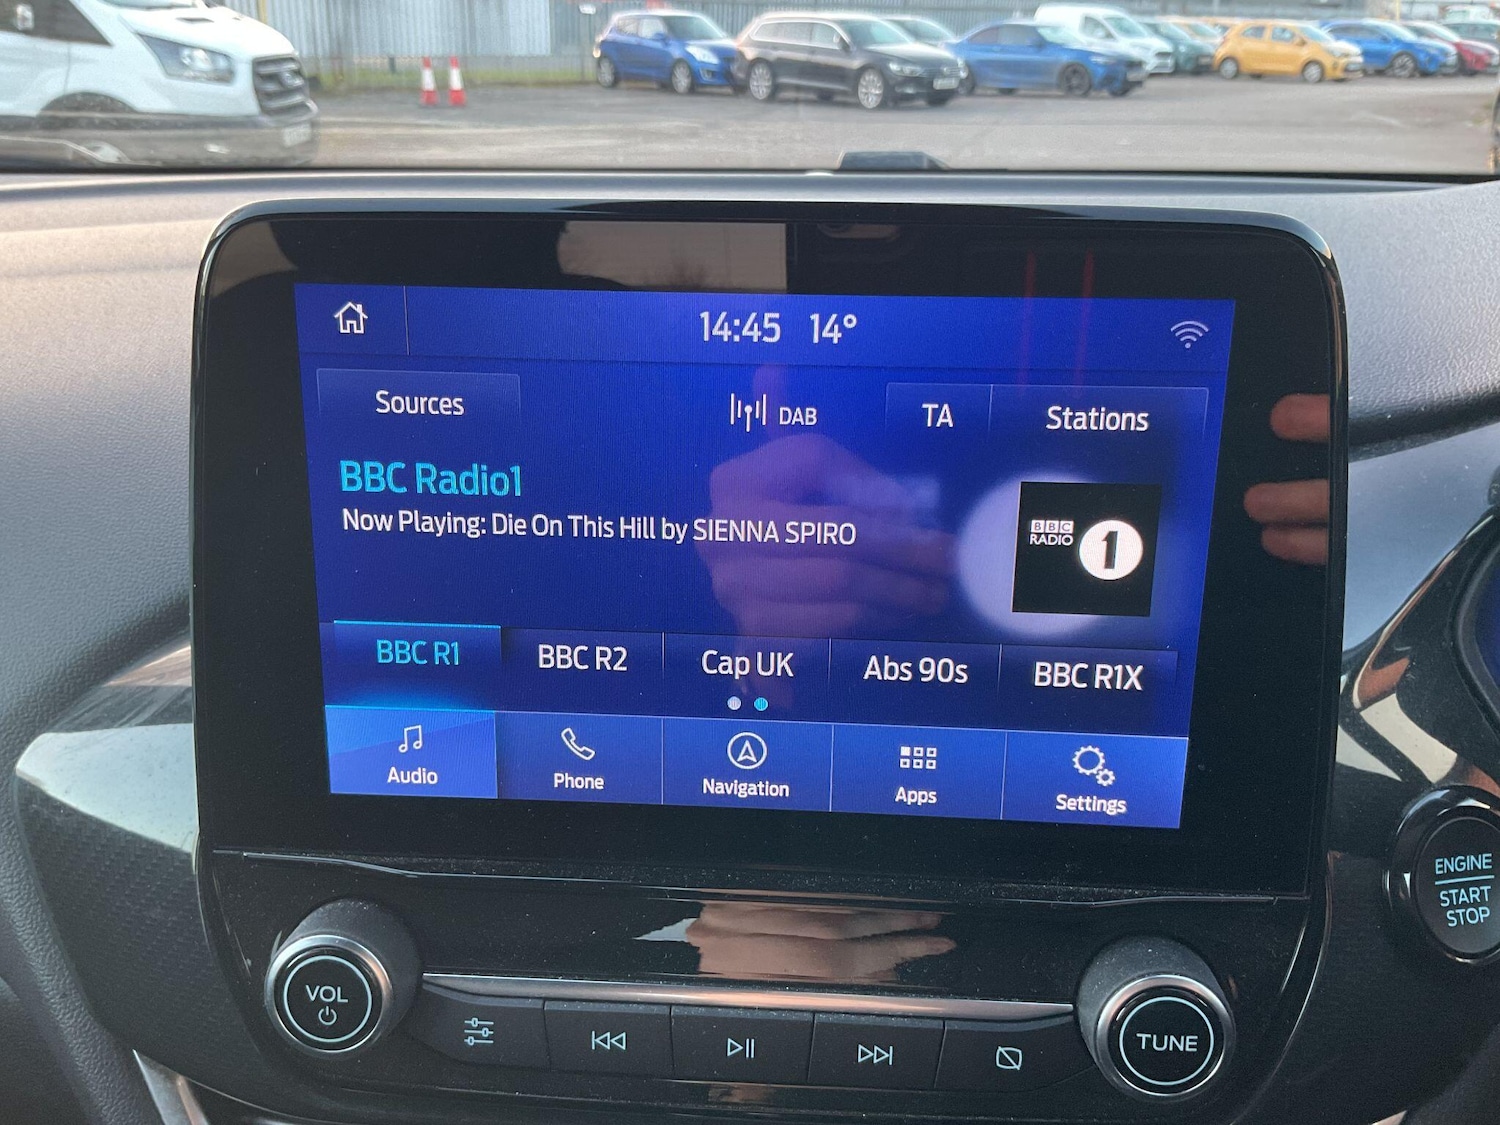 14:45 14°
Sources
DAB
TA
Stations
BBC Radio1
Now Playing: Die On This Hill by SIENNA SPIRO
BBC
RADIO
1
BBC R1
BBC R2
Cap UK
Abs 90s
BBC R1X
Audio
Phone
Navigation
Apps
Settings
ENGINE
START
STOP
VOL
TUNE